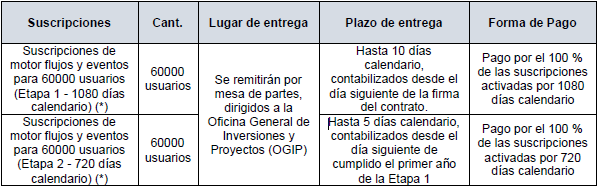 Suscripciones
Cant.
Lugar de entrega
Plazo de entrega
Forma de Pago
Suscripciones de
motor flujos y eventos
para 60000 usuarios
(Etapa 1 - 1080 días
calendario) (*)
60000
usuarios
Se remitirán por
mesa de partes,
dirigidos a la
Oficina General de
Inversiones y
Proyectos (OGIP)
Hasta 10 días
calendario,
contabilizados desde el
día siguiente de la firma
del contrato.
Pago por el 100 %
de las suscripciones
activadas por 1080
días calendario
Suscripciones de
motor flujos y eventos
para 60000 usuarios
(Etapa 2 - 720 días
calendario) (*)
60000
usuarios
Hasta 5 días calendario,
contabilizados desde el
día siguiente de
cumplido el primer año
de la Etapa 1
Pago por el 100 %
de las suscripciones
activadas por 720
días calendario